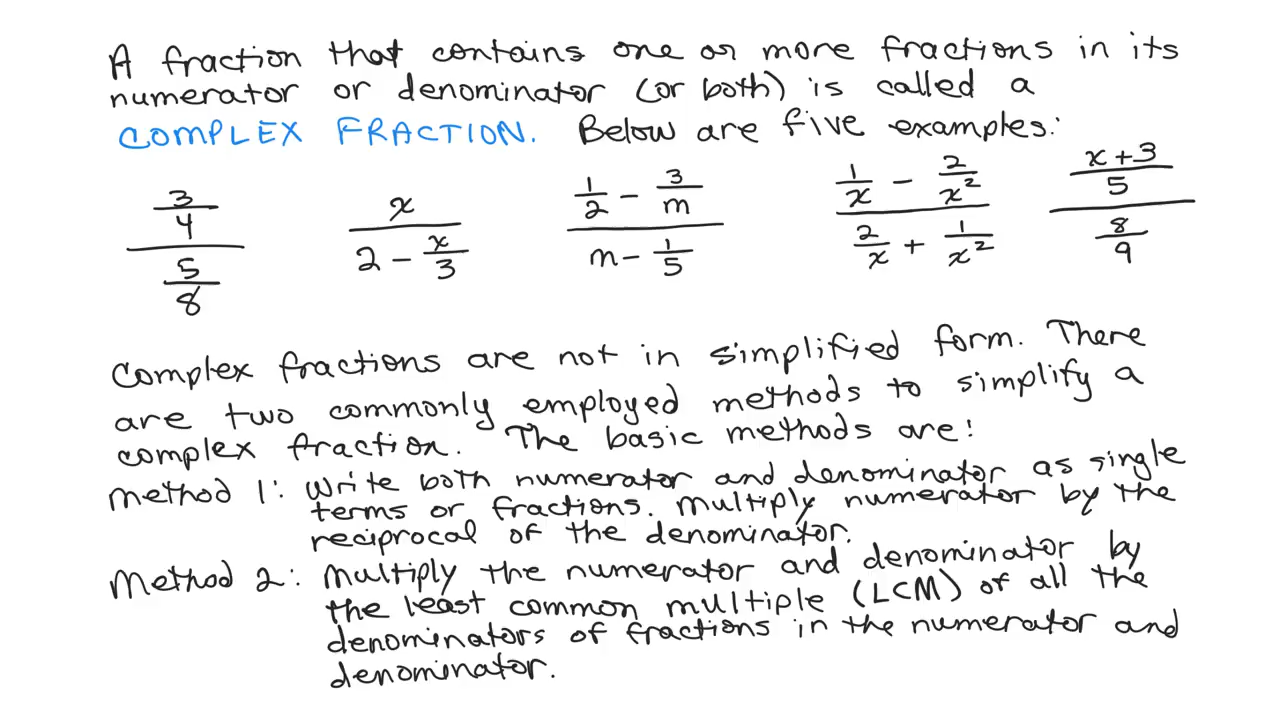 A fraction that contains one or more fractions in its
numerator or denominator (or both) is called a
COMPLEX FRACTION. Below are five examples:
3/4 / 5/8
x / 2 - x/3
1/2 - 3/m / m - 1/5
1/x - 2/x² / 2/x + 1/x²
x+3/5 / 8/9
Complex fractions are not in simplified form. There
are two commonly employed methods to simplify a
complex fraction. The basic methods are:
Method 1: Write both numerator and denominator as single
terms or fractions. Multiply numerator by the
reciprocal of the denominator.
Method 2: Multiply the numerator and denominator by
the least common multiple (LCM) of all the
denominators of fractions in the numerator and
denominator.